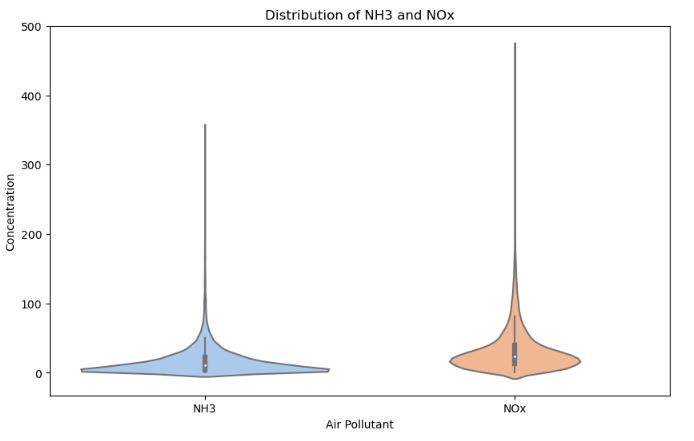 Distribution of NH3 and NOx
500
400
300
200
100
0
Concentration
NH3
NOx
Air Pollutant